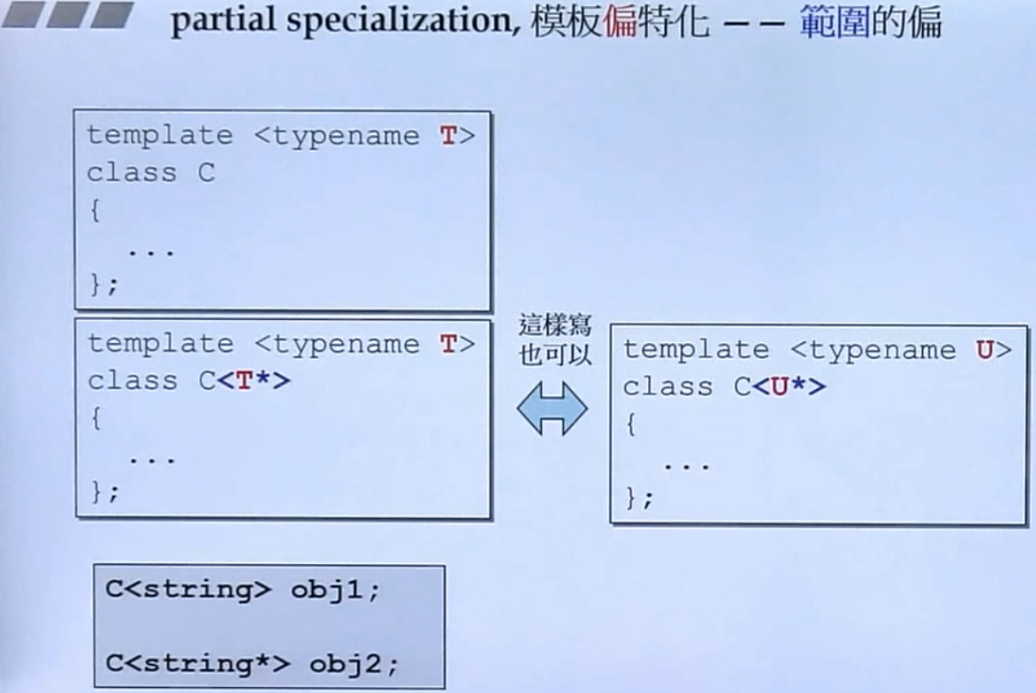 partial specialization, 模板偏特化 －－ 範圍的偏
template <typename T>
class C
{
...
};
template <typename T>
class C<T*>
{
...
};
這樣寫
也可以
template <typename U>
class C<U*>
{
...
};
C<string> obj1;
C<string*> obj2;